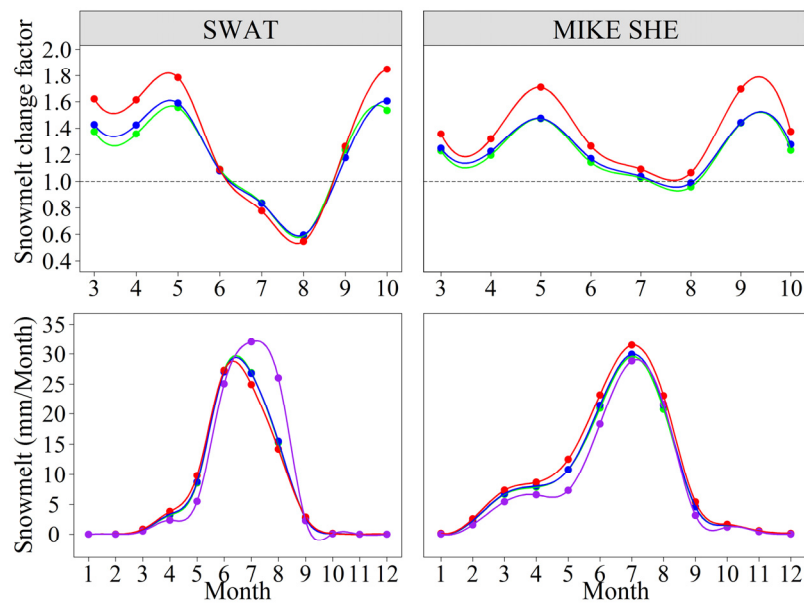 SWAT
MIKE SHE
Snowmelt change factor
2.0
1.8
1.6
1.4
1.2
1.0
0.8
0.6
0.4
3 4 5 6 7 8 9 10
3 4 5 6 7 8 9 10
Snowmelt (mm/Month)
35
30
25
20
15
10
5
0
1 2 3 4 5 6 7 8 9 10 11 12
1 2 3 4 5 6 7 8 9 10 11 12
Month
Month